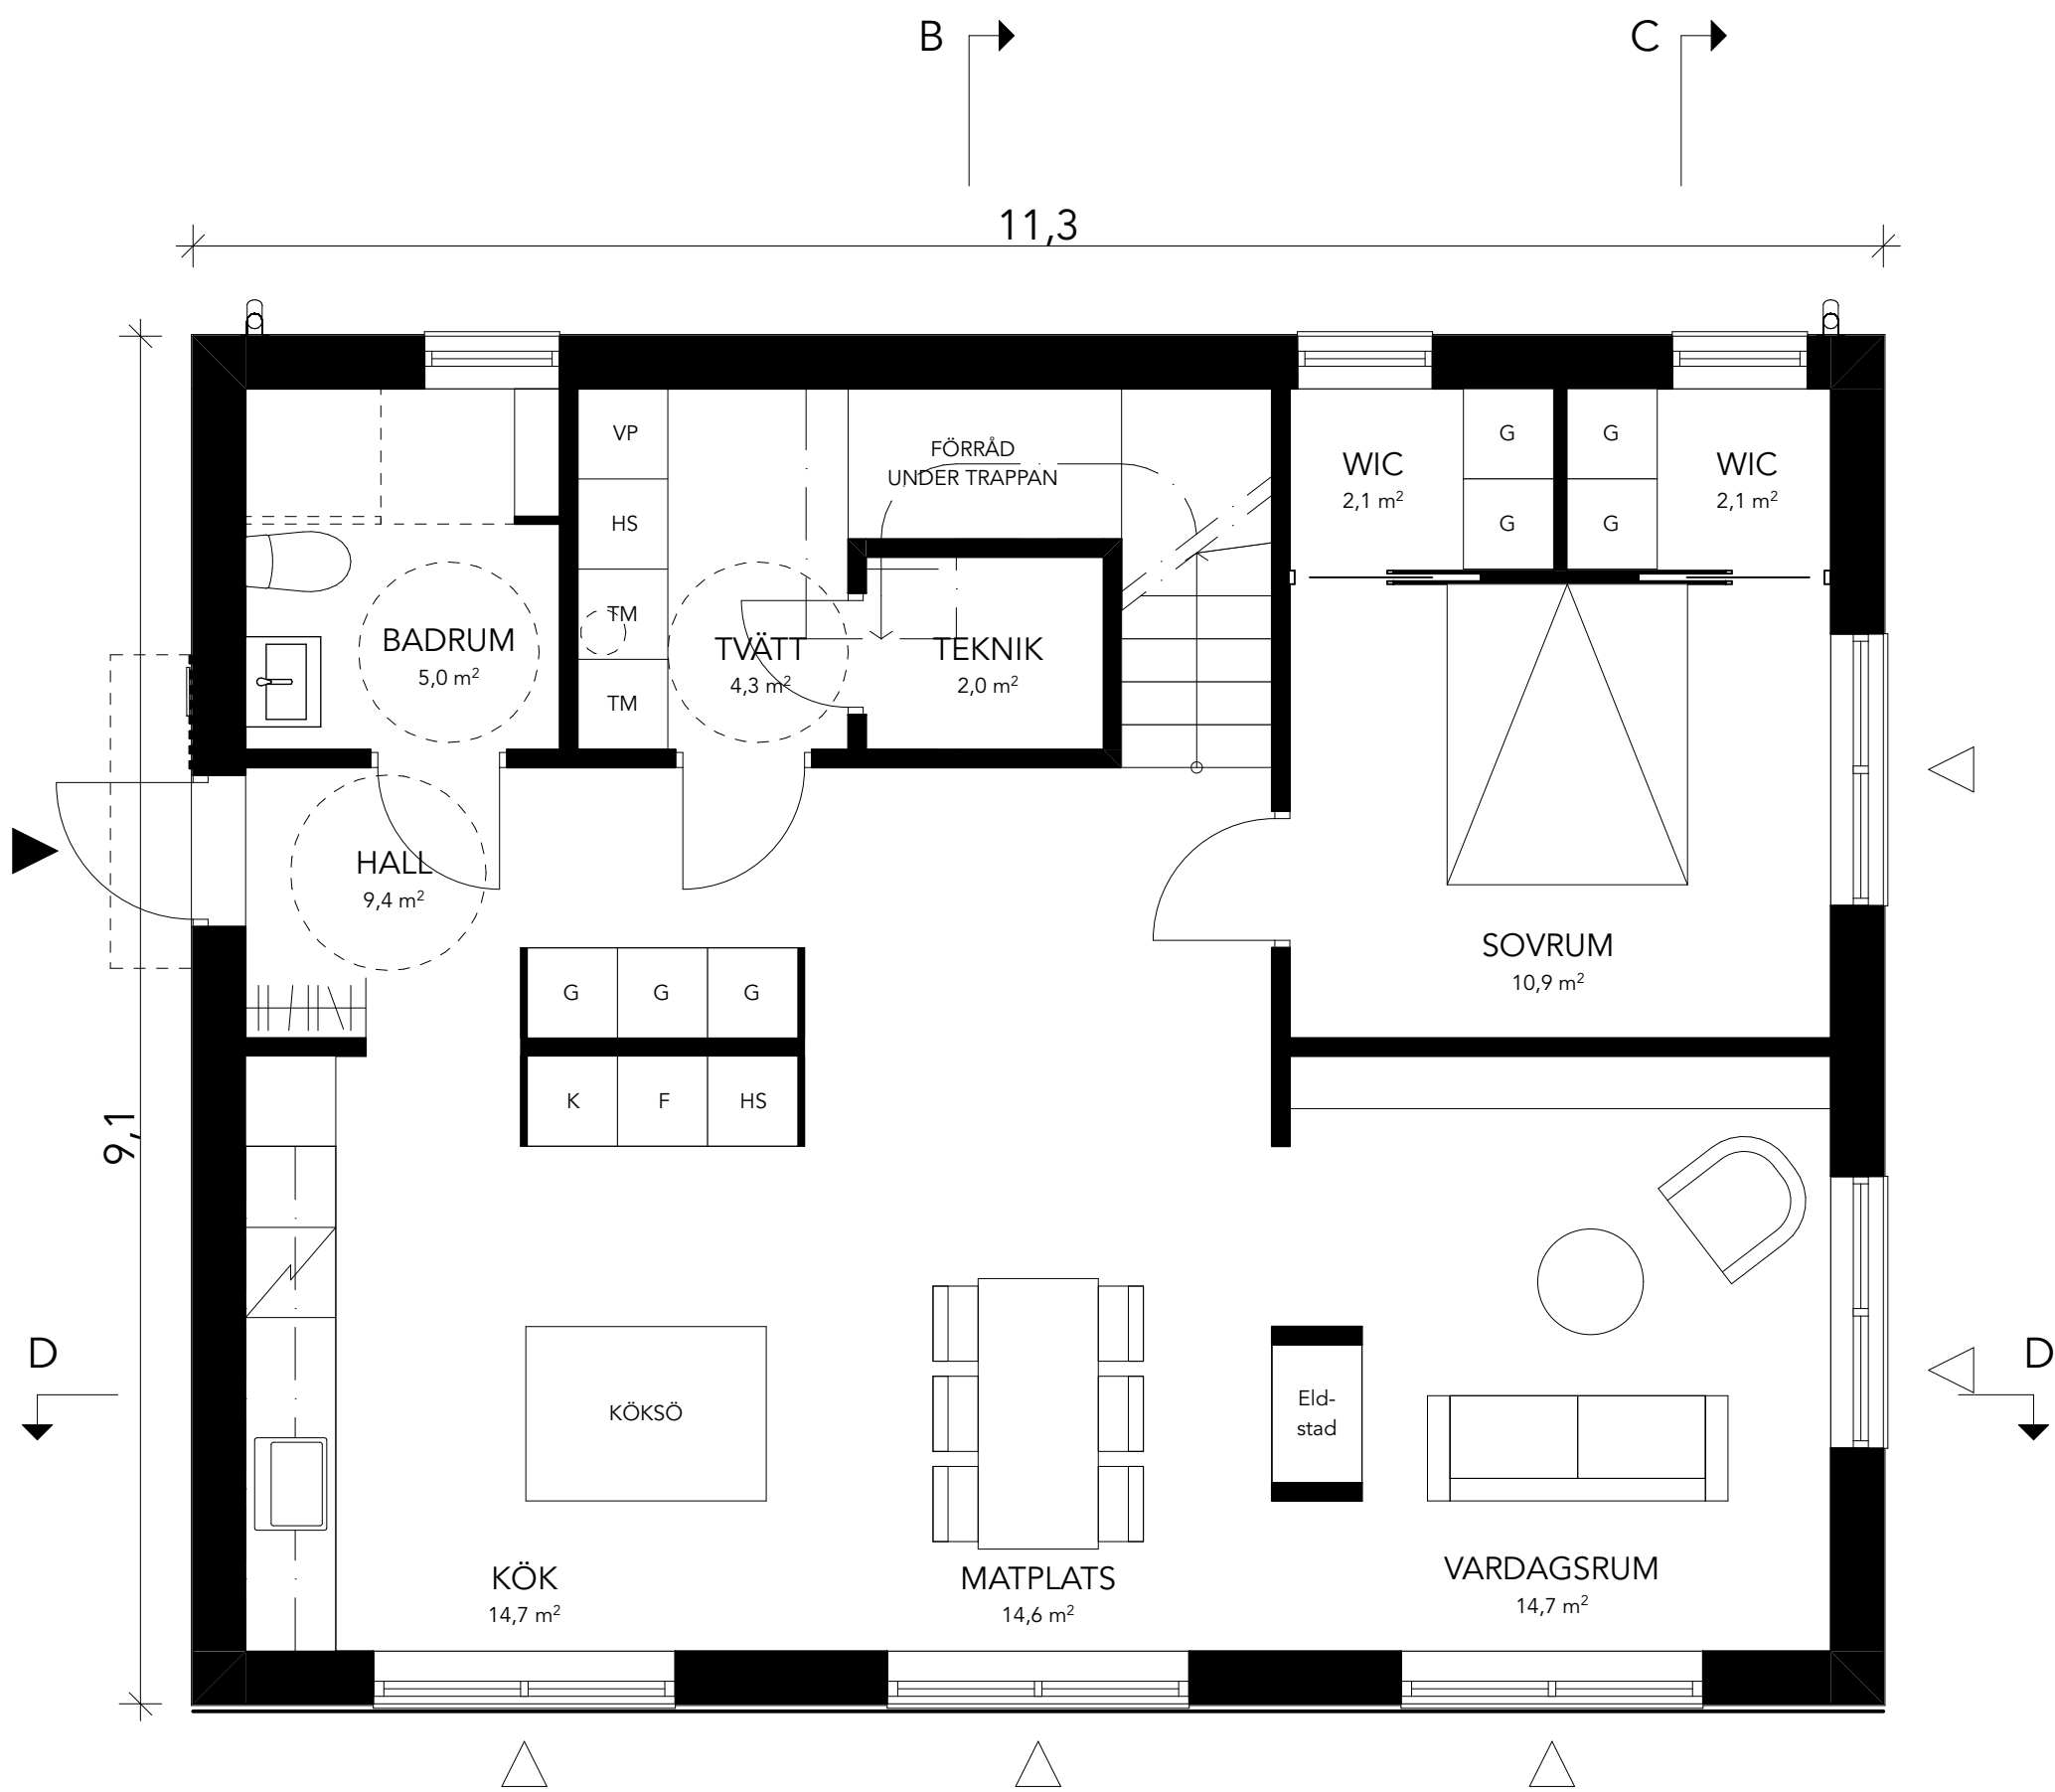 B
C
11,3
VP
FÖRRÅD
UNDER TRAPPAN
WIC
2,1 m²
G
G
WIC
2,1 m²
HS
G
G
TM
BADRUM
5,0 m²
TVÄTT
4,3 m²
TEKNIK
2,0 m²
TM
HALL
9,4 m²
SOVRUM
10,9 m²
G
G
G
K
F
HS
9,1
D
D
KÖKSÖ
Eld-
stad
KÖK
14,7 m²
MATPLATS
14,6 m²
VARDAGSRUM
14,7 m²